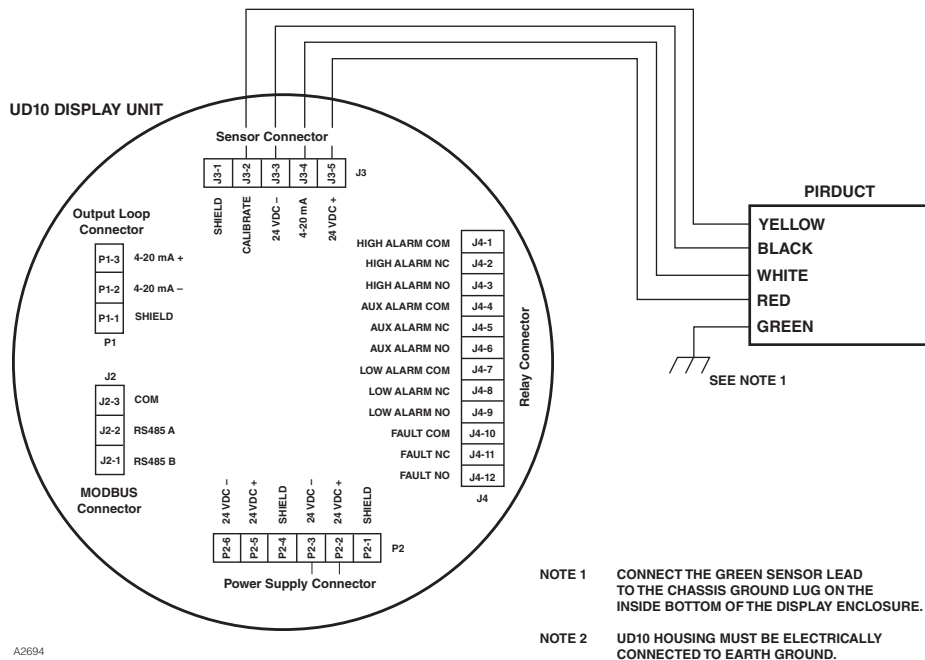 UD10 DISPLAY UNIT
Sensor Connector
J3-1
J3-2
J3-3
J3-4
J3-5
J3
SHIELD
CALIBRATE
24 VDC –
4-20 mA
24 VDC +
Output Loop
Connector
P1-3 4-20 mA +
P1-2 4-20 mA –
P1-1 SHIELD
P1
J2
J2-3 COM
J2-2 RS485 A
J2-1 RS485 B
MODBUS
Connector
HIGH ALARM COM J4-1
HIGH ALARM NC J4-2
HIGH ALARM NO J4-3
AUX ALARM COM J4-4
AUX ALARM NC J4-5
AUX ALARM NO J4-6
LOW ALARM COM J4-7
LOW ALARM NC J4-8
LOW ALARM NO J4-9
FAULT COM J4-10
FAULT NC J4-11
FAULT NO J4-12
J4
Relay Connector
24 VDC –
24 VDC +
SHIELD
24 VDC –
24 VDC +
SHIELD
P2-6
P2-5
P2-4
P2-3
P2-2
P2-1
P2
Power Supply Connector
PIRDUCT
YELLOW
BLACK
WHITE
RED
GREEN
SEE NOTE 1
NOTE 1 CONNECT THE GREEN SENSOR LEAD
TO THE CHASSIS GROUND LUG ON THE
INSIDE BOTTOM OF THE DISPLAY ENCLOSURE.
NOTE 2 UD10 HOUSING MUST BE ELECTRICALLY
CONNECTED TO EARTH GROUND.
A2694